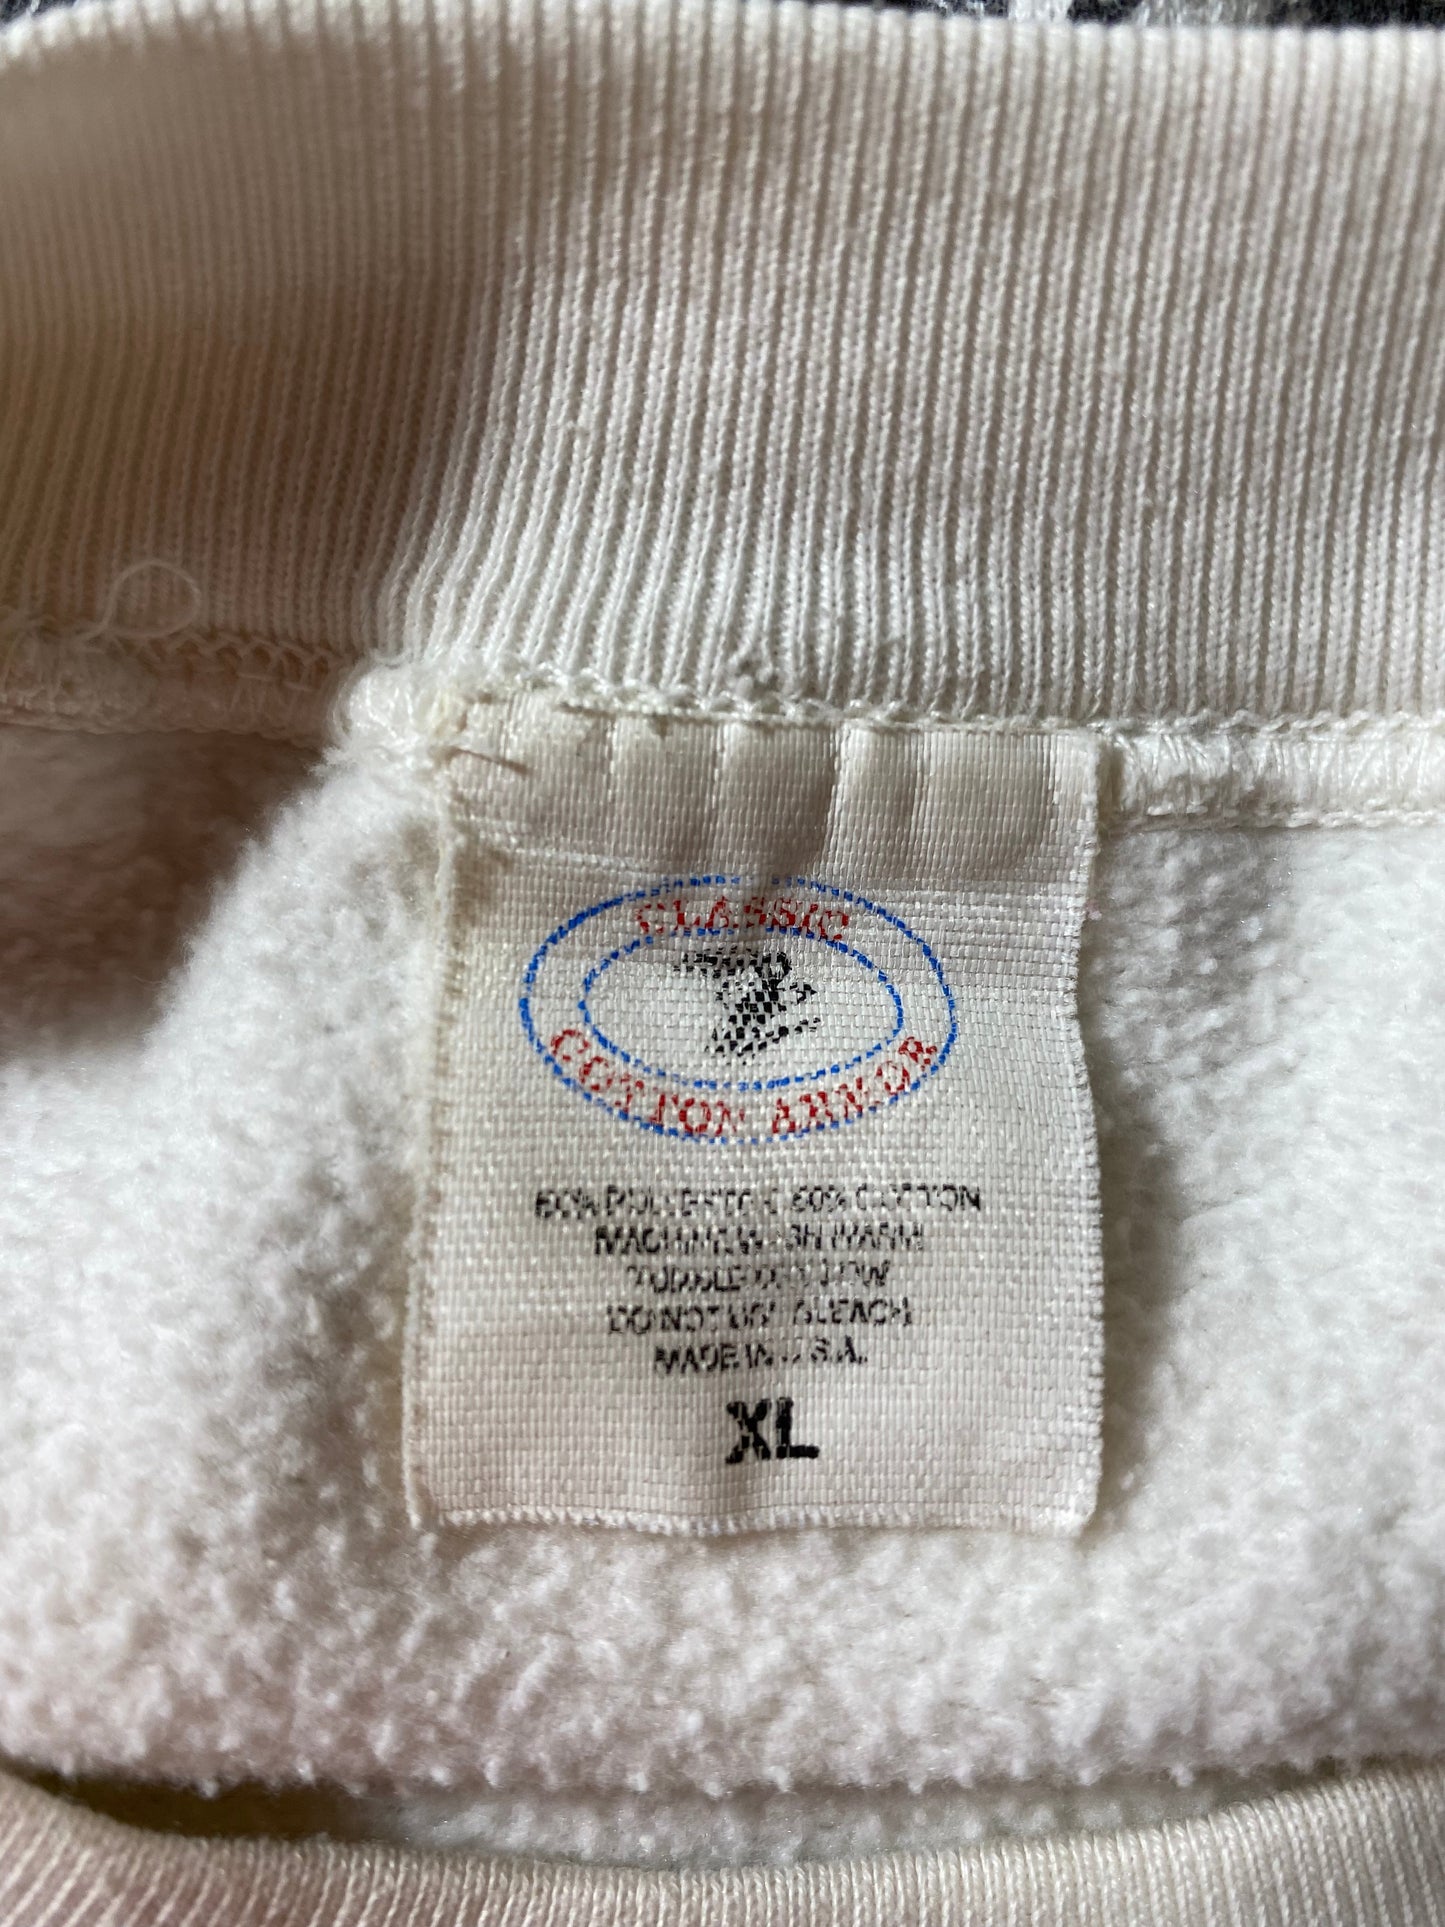 CLASSIC
COTTON ARMOR
50% POLYESTER 50% COTTON
MACHINE WASH WARM
TUMBLE DRY LOW
DO NOT USE BLEACH
MADE IN U.S.A.
XL